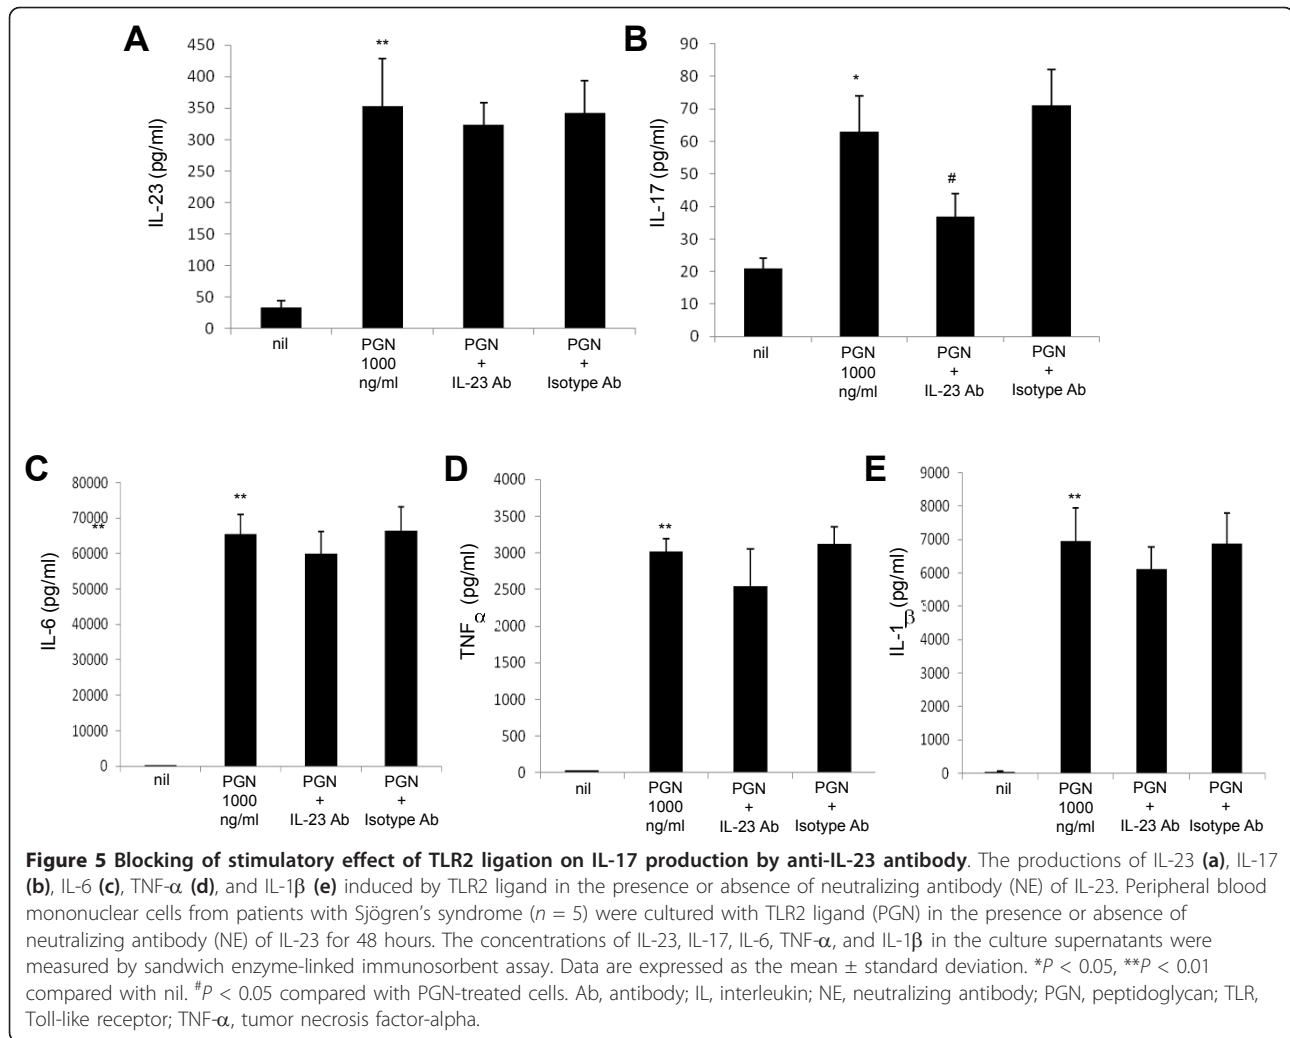 A
IL-23 (pg/ml)
450
400
350
300
250
200
150
100
50
0
**
nil
PGN
1000
ng/ml
PGN
+
IL-23 Ab
PGN
+
Isotype Ab
B
IL-17 (pg/ml)
90
80
70
60
50
40
30
20
10
0
*
#
nil
PGN
1000
ng/ml
PGN
+
IL-23 Ab
PGN
+
Isotype Ab
C
IL-6 (pg/ml)
80000
70000
60000
50000
40000
30000
20000
10000
0
**
**
nil
PGN
1000
ng/ml
PGN
+
IL-23 Ab
PGN
+
Isotype Ab
D
TNF α (pg/ml)
4000
3500
3000
2500
2000
1500
1000
500
0
**
nil
PGN
1000
ng/ml
PGN
+
IL-23 Ab
PGN
+
Isotype Ab
E
IL-1 β (pg/ml)
9000
8000
7000
6000
5000
4000
3000
2000
1000
0
**
nil
PGN
1000
ng/ml
PGN
+
IL-23 Ab
PGN
+
Isotype Ab
Figure 5 Blocking of stimulatory effect of TLR2 ligation on IL-17 production by anti-IL-23 antibody. The productions of IL-23 (a), IL-17
(b), IL-6 (c), TNF-α (d), and IL-1β (e) induced by TLR2 ligand in the presence or absence of neutralizing antibody (NE) of IL-23. Peripheral blood
mononuclear cells from patients with Sjögren's syndrome (n = 5) were cultured with TLR2 ligand (PGN) in the presence or absence of
neutralizing antibody (NE) of IL-23 for 48 hours. The concentrations of IL-23, IL-17, IL-6, TNF-α, and IL-1β in the culture supernatants were
measured by sandwich enzyme-linked immunosorbent assay. Data are expressed as the mean ± standard deviation. *P < 0.05, **P < 0.01
compared with nil. #P < 0.05 compared with PGN-treated cells. Ab, antibody; IL, interleukin; NE, neutralizing antibody; PGN, peptidoglycan; TLR,
Toll-like receptor; TNF-α, tumor necrosis factor-alpha.